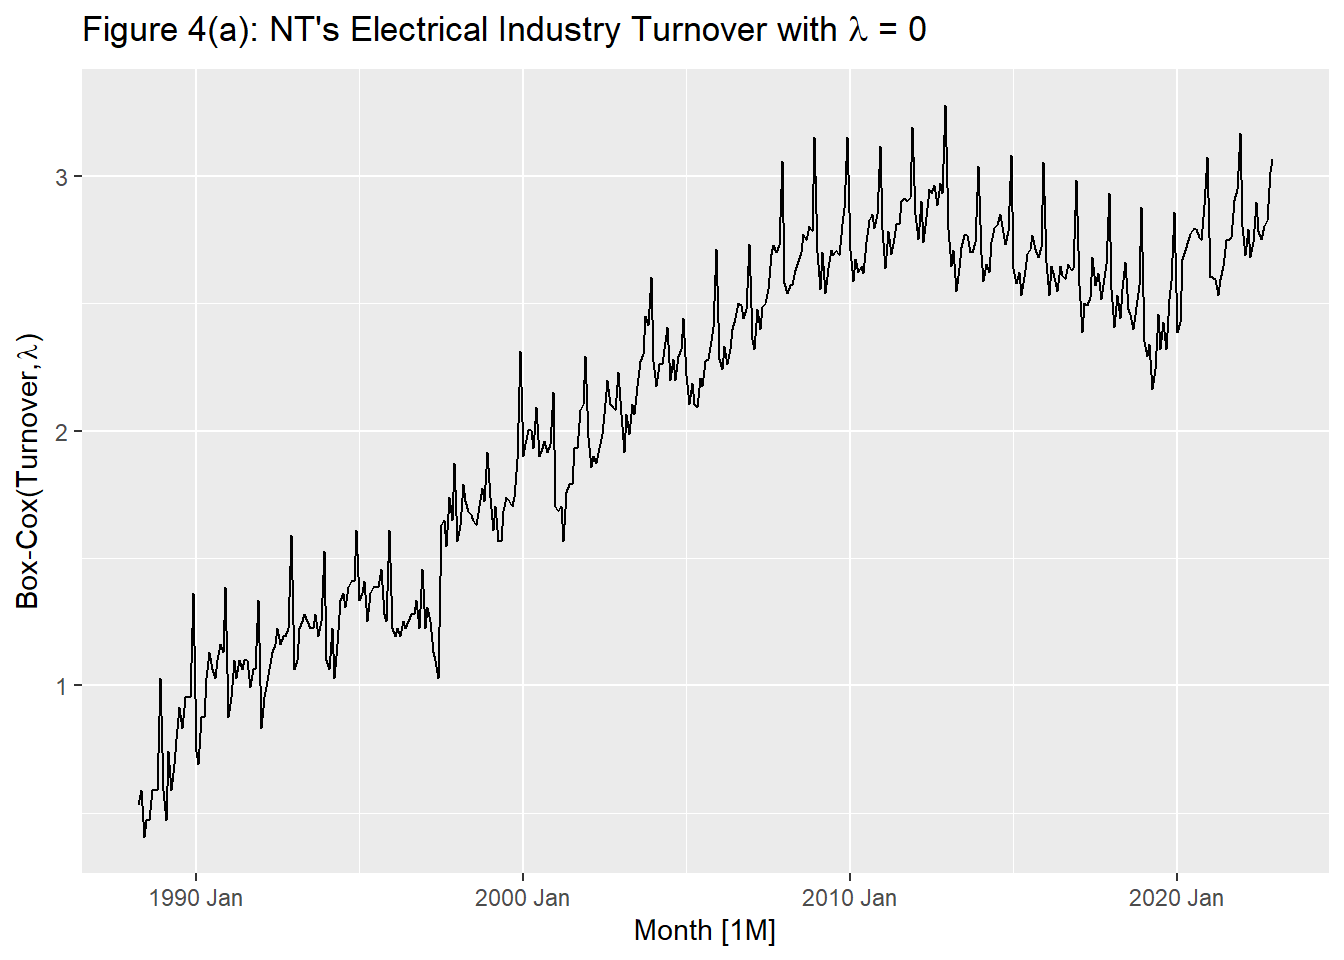 Figure 4(a): NT's Electrical Industry Turnover with λ = 0
Box-Cox(Turnover,λ)
3
2
1
1990 Jan
2000 Jan
2010 Jan
2020 Jan
Month [1M]